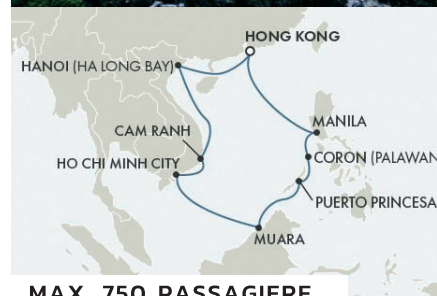 HONG KONG
HANOI (HA LONG BAY)
MANILA
CAM RANH
CORON (PALAWAN
HO CHI MINH CITY
PUERTO PRINCESA
MUARA
MAX. 750 PASSAGIERE